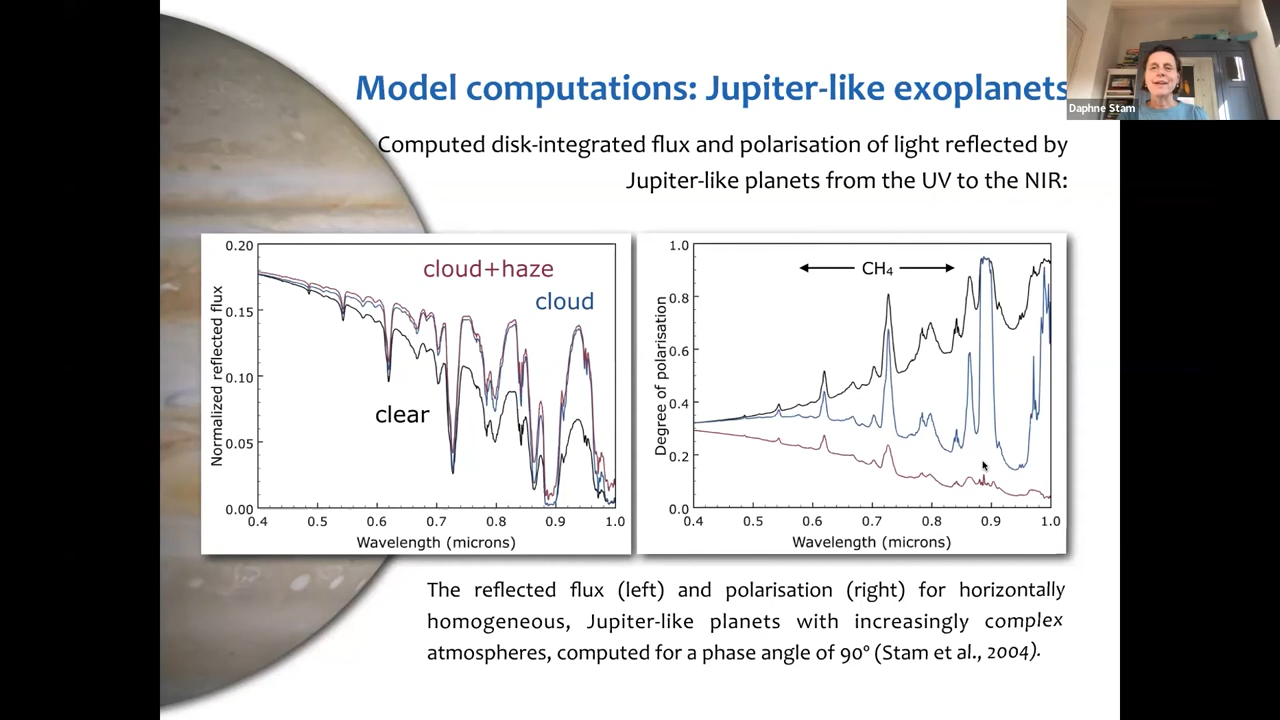 Model computations: Jupiter-like exoplanets
Daphne Stam
Computed disk-integrated flux and polarisation of light reflected by
Jupiter-like planets from the UV to the NIR:
Normalized reflected flux
0.20
0.15
0.10
0.05
0.00
cloud+haze
cloud
clear
0.4 0.5 0.6 0.7 0.8 0.9 1.0
Wavelength (microns)
Degree of polarisation
1.0
0.8
0.6
0.4
0.2
0.0
CH₄
0.4 0.5 0.6 0.7 0.8 0.9 1.0
Wavelength (microns)
The reflected flux (left) and polarisation (right) for horizontally
homogeneous, Jupiter-like planets with increasingly complex
atmospheres, computed for a phase angle of 90° (Stam et al., 2004).